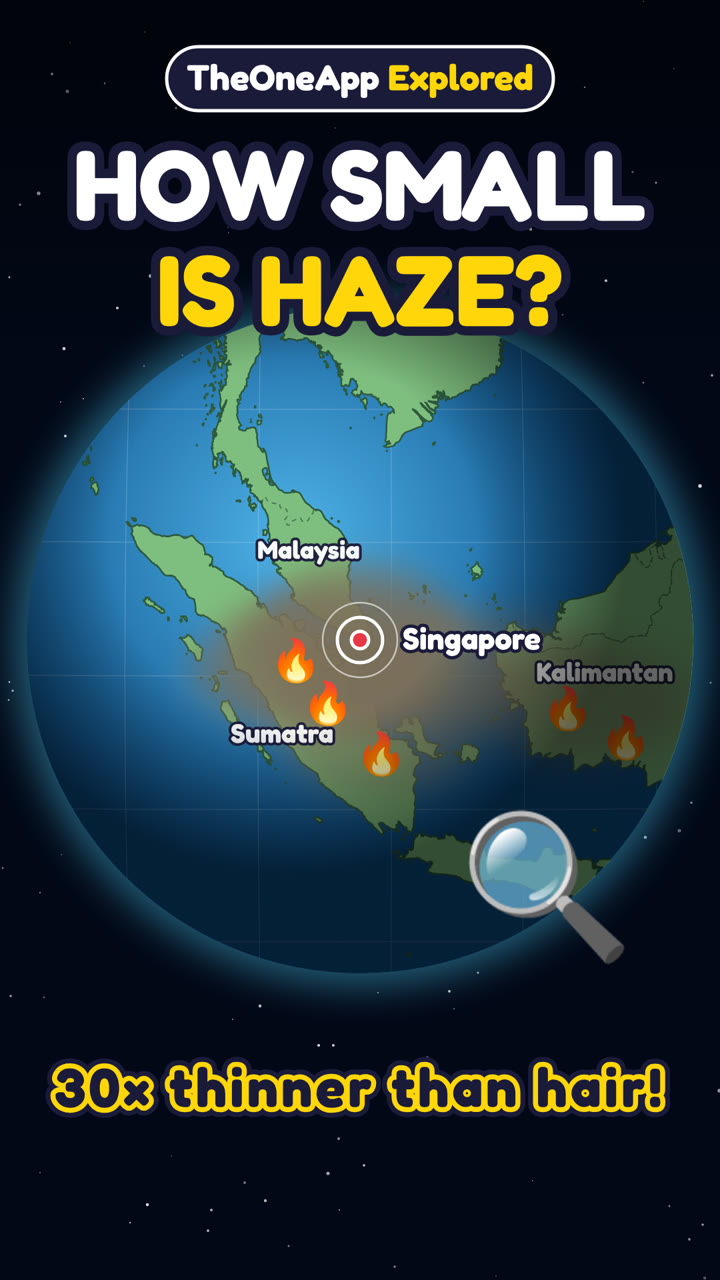 TheOneApp Explored
HOW SMALL
IS HAZE?
Malaysia
Singapore
Kalimantan
Sumatra
30x thinner than hair!